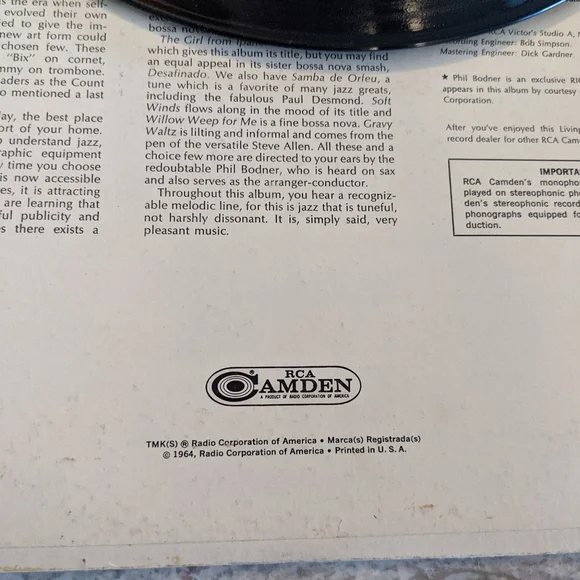 is the era when self-
evolved their own
ed to give the im-
new art form could
chosen few. These
"Bix" on cornet,
mmy on trombone.
aders as the Count
o mentioned a last
ay, the best place
ort of your home.
o understand jazz,
raphic equipment
y time you choose
is now accessible
es, it is attracting
are learning that
ful publicity and
s there exists a
bossa nov
The Girl from Ipan
which gives this album its title, but you may find
an equal appeal in its sister bossa nova smash,
Desafinado. We also have Samba de Orleu, a
tune which is a favorite of many jazz greats,
including the fabulous Paul Desmond. Soft
Winds flows along in the mood of its title and
Willow Weep for Me is a fine bossa nova. Gravy
Waltz is lilting and informal and comes from the
pen of the versatile Steve Allen. All these and a
choice few more are directed to your ears by the
redoubtable Phil Bodner, who is heard on sax
and also serves as the arranger-conductor.
Throughout this album, you hear a recogniz-
able melodic line, for this is jazz that is tuneful,
not harshly dissonant. It is, simply said, very
pleasant music.
RCA Victor's Studio A, N
ording Engineer: Bob Simpson.
Mastering Engineer: Dick Gardner
★ Phil Bodner is an exclusive RC
appears in this album by courtesy
Corporation.
After you've enjoyed this Livin
record dealer for other RCA Cam
IMPORTA
RCA Camden's monopho
played on stereophonic pho
den's stereophonic record
phonographs equipped fo
duction.
RCA
CAMDEN
A PRODUCT OF RADIO CORPORATION OF AMERICA
TMK(S) ® Radio Corporation of America • Marca(s) Registrada(s)
© 1964, Radio Corporation of America • Printed in U. S. A.